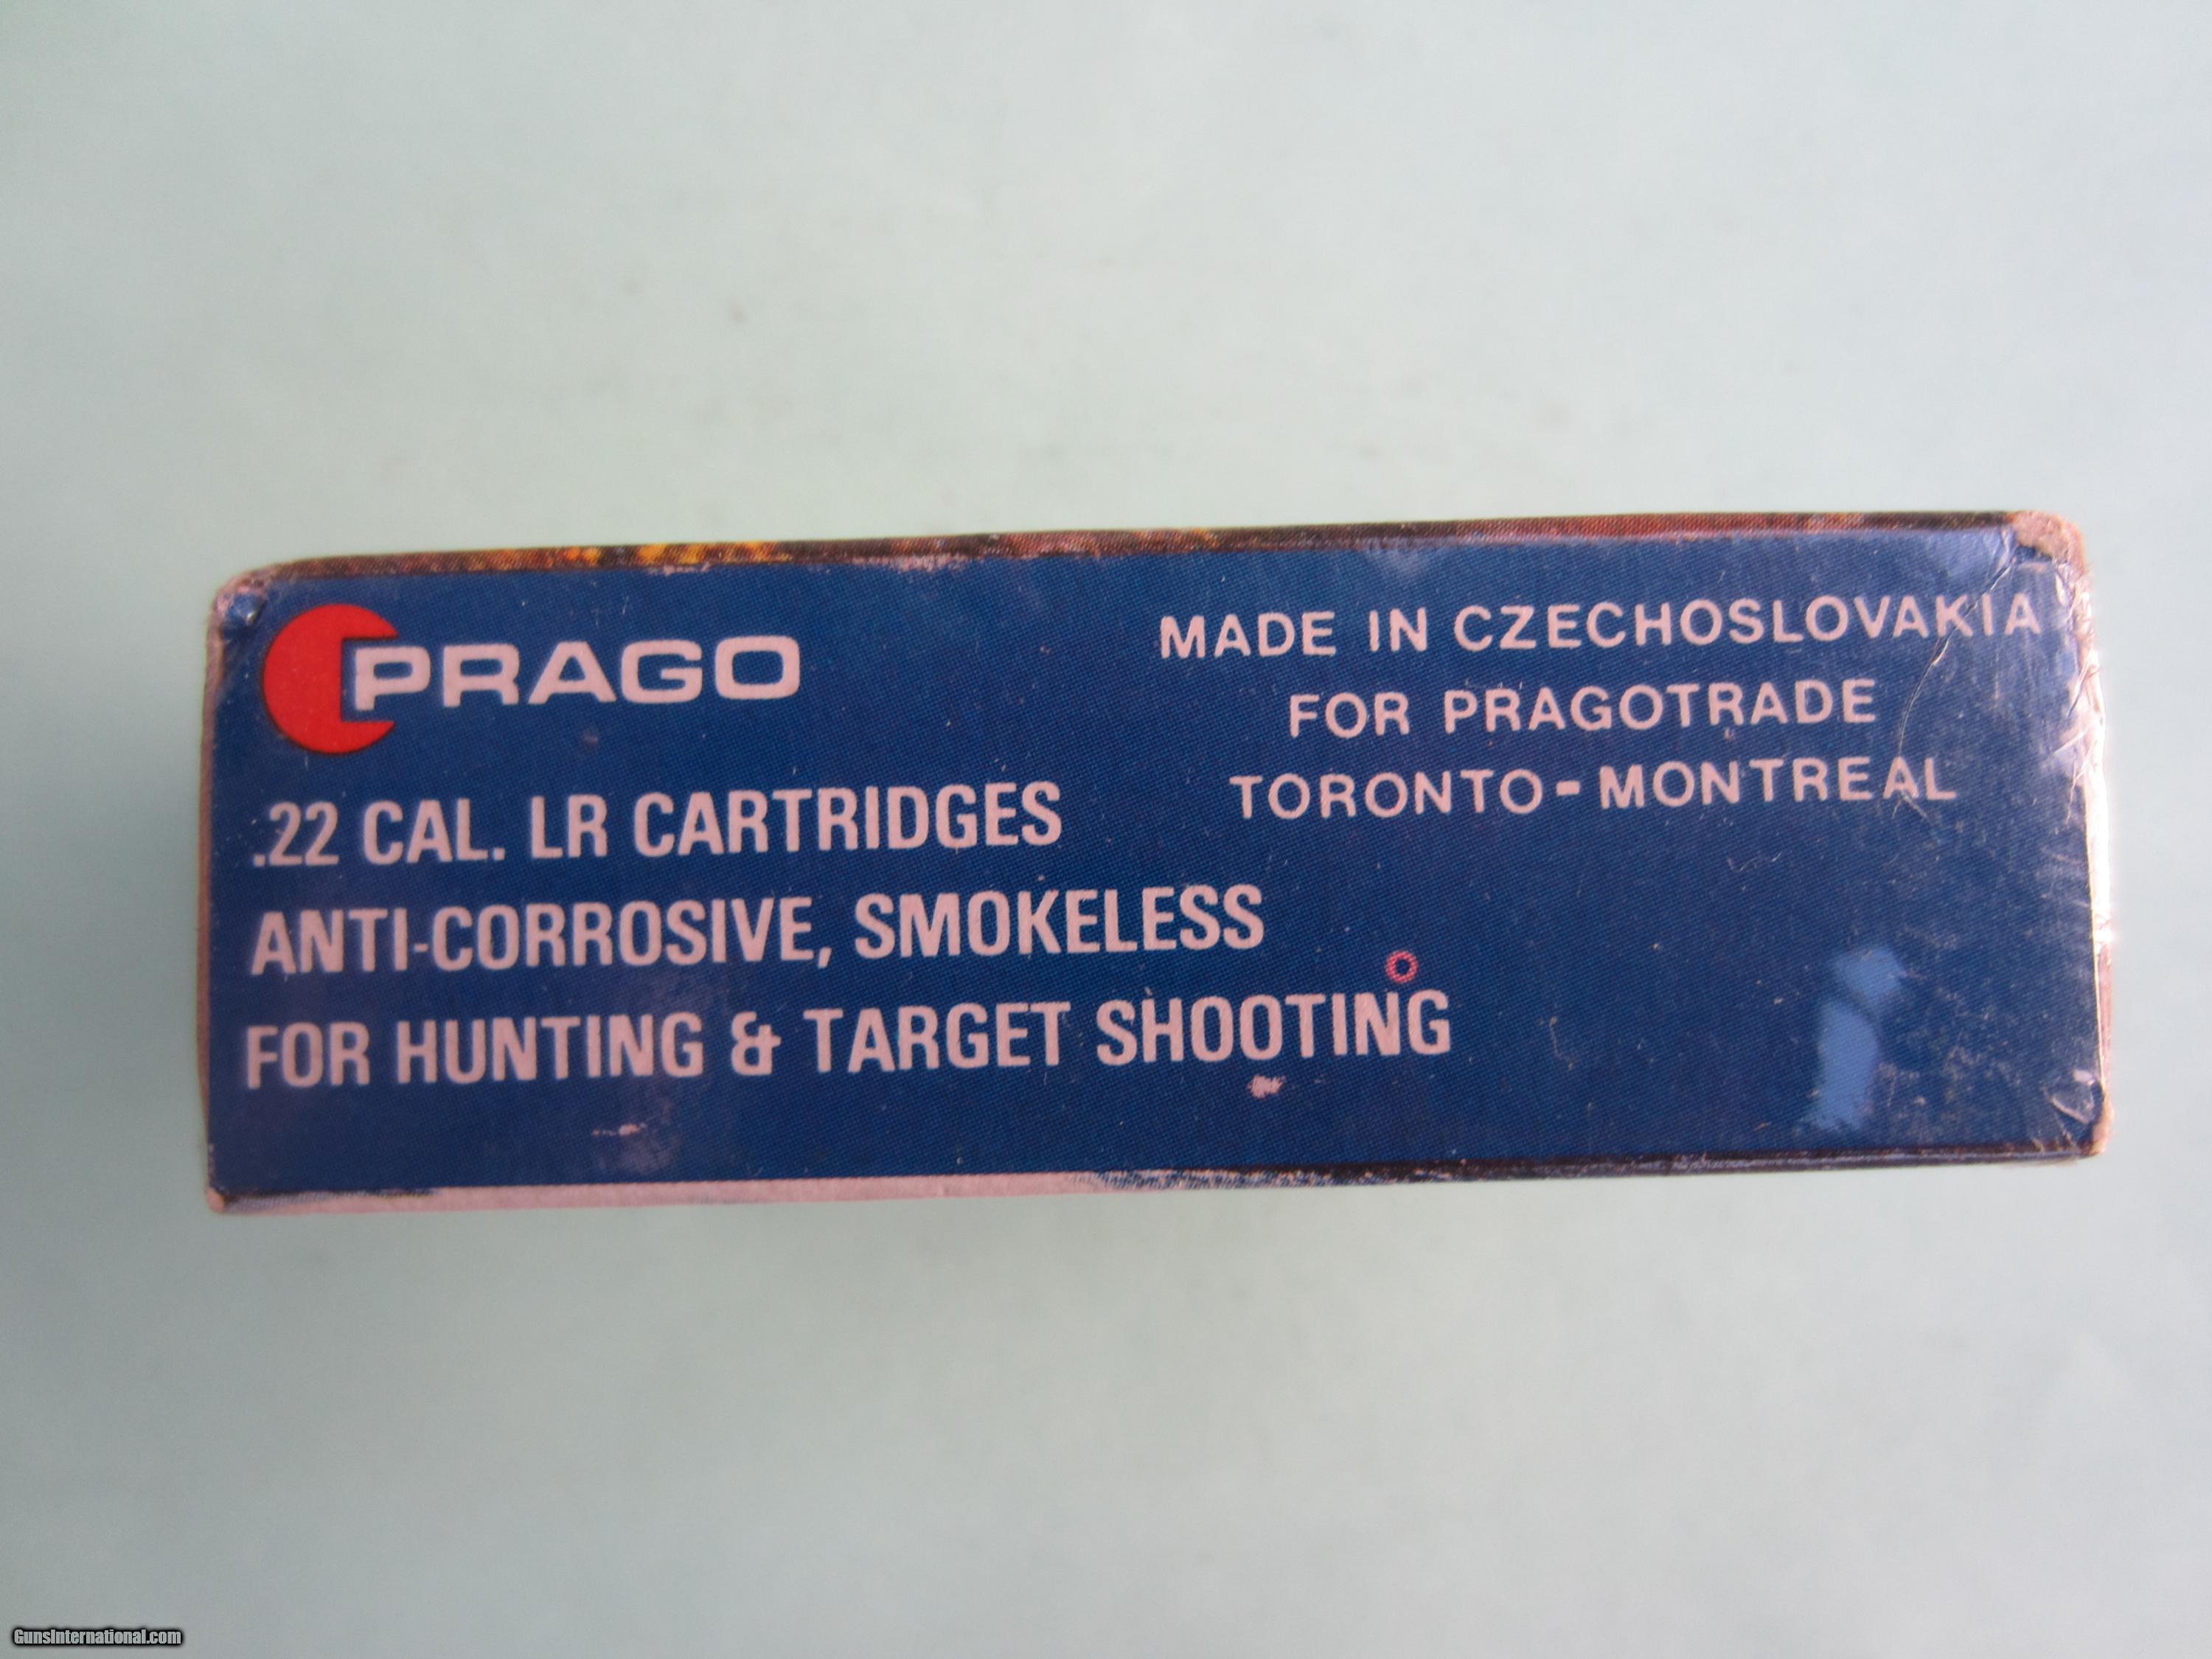 PRAGO
.22 CAL. LR CARTRIDGES
ANTI-CORROSIVE, SMOKELESS
FOR HUNTING & TARGET SHOOTING
MADE IN CZECHOSLOVAKIA
FOR PRAGOTRADE
TORONTO-MONTREAL
GunsInternational.com